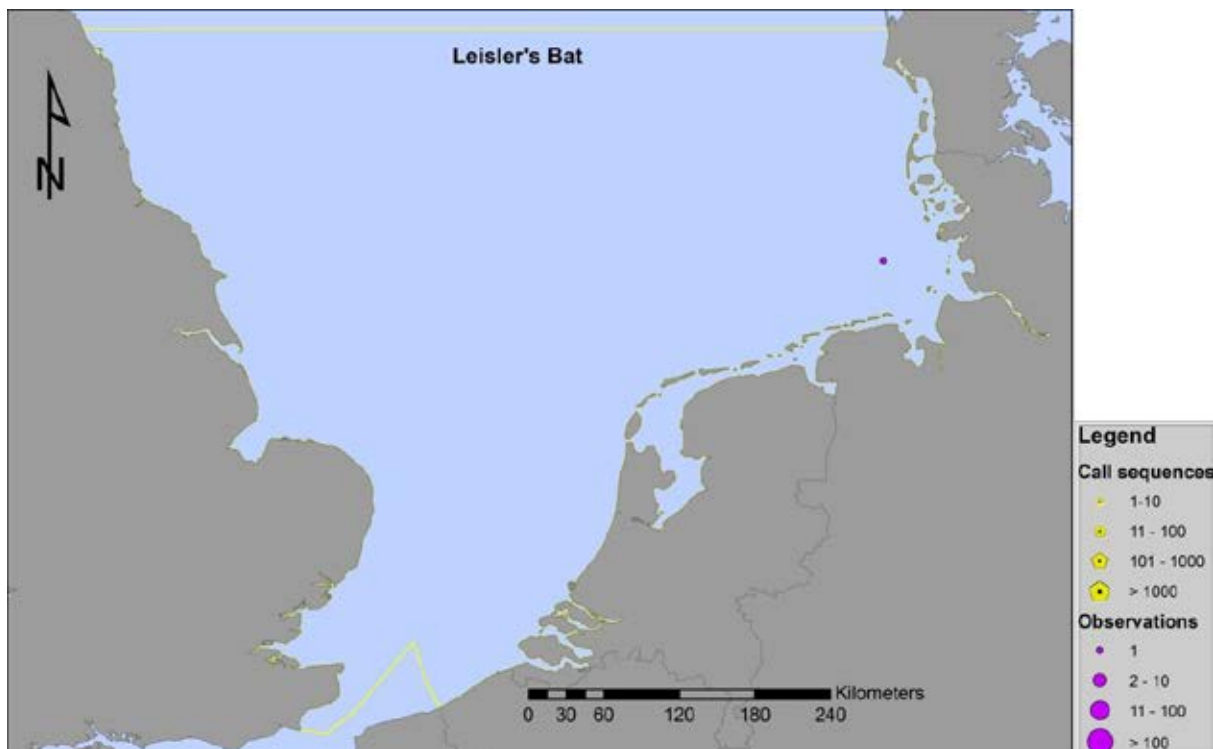 Leisler's Bat
N
Kilometers
0 30 60 120 180 240
Legend
Call sequences
1-10
11 - 100
101 - 1000
> 1000
Observations
1
2 - 10
11 - 100
> 100